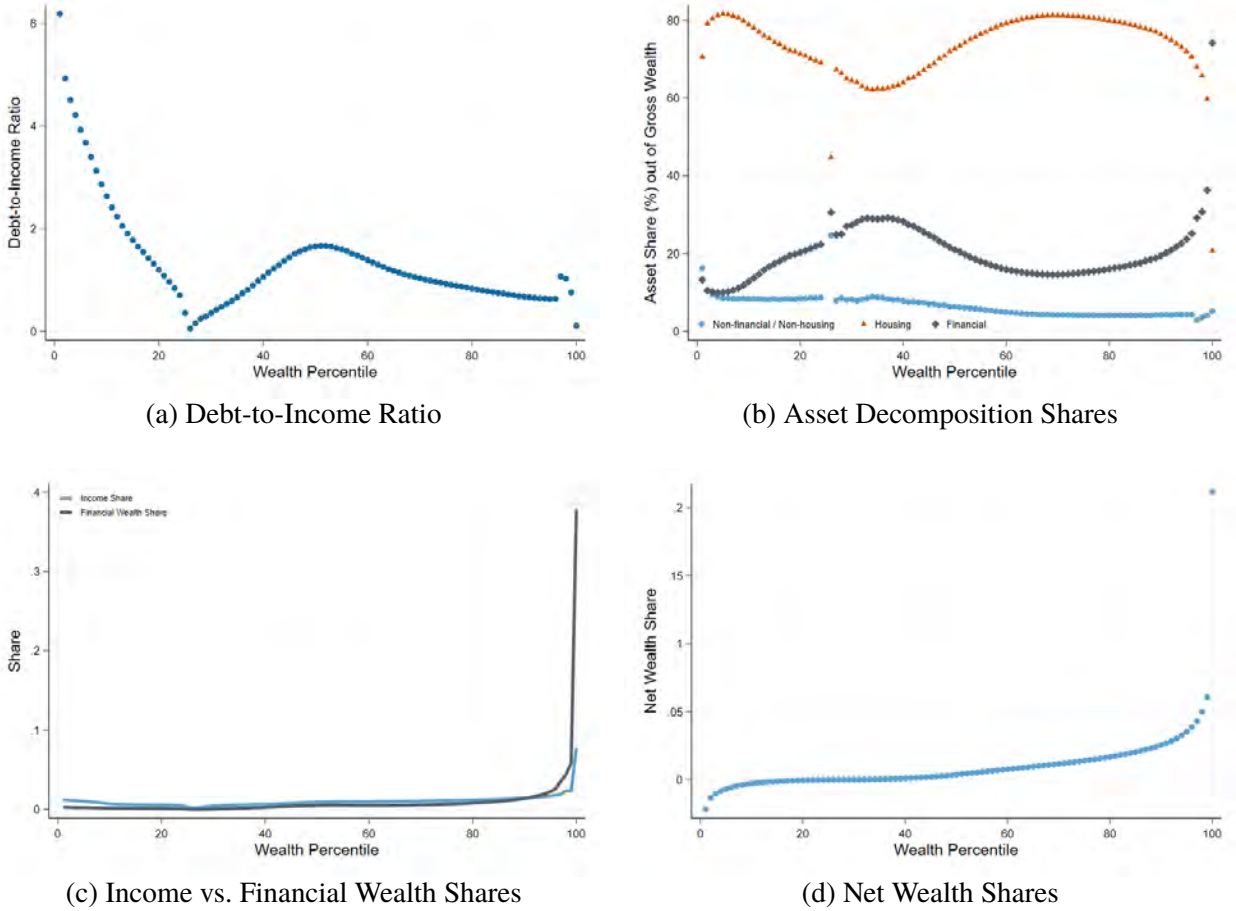 Debt-to-Income Ratio
6
4
2
0
0 20 40 60 80 100
Wealth Percentile
(a) Debt-to-Income Ratio
Asset Share (%) out of Gross Wealth
80
60
40
20
0
Non-financial / Non-housing Housing Financial
0 20 40 60 80 100
Wealth Percentile
(b) Asset Decomposition Shares
Share
.4
.3
.2
.1
0
Income Share
Financial Wealth Share
0 20 40 60 80 100
Wealth Percentile
(c) Income vs. Financial Wealth Shares
Net Wealth Share
.2
.15
.1
.05
0
0 20 40 60 80 100
Wealth Percentile
(d) Net Wealth Shares